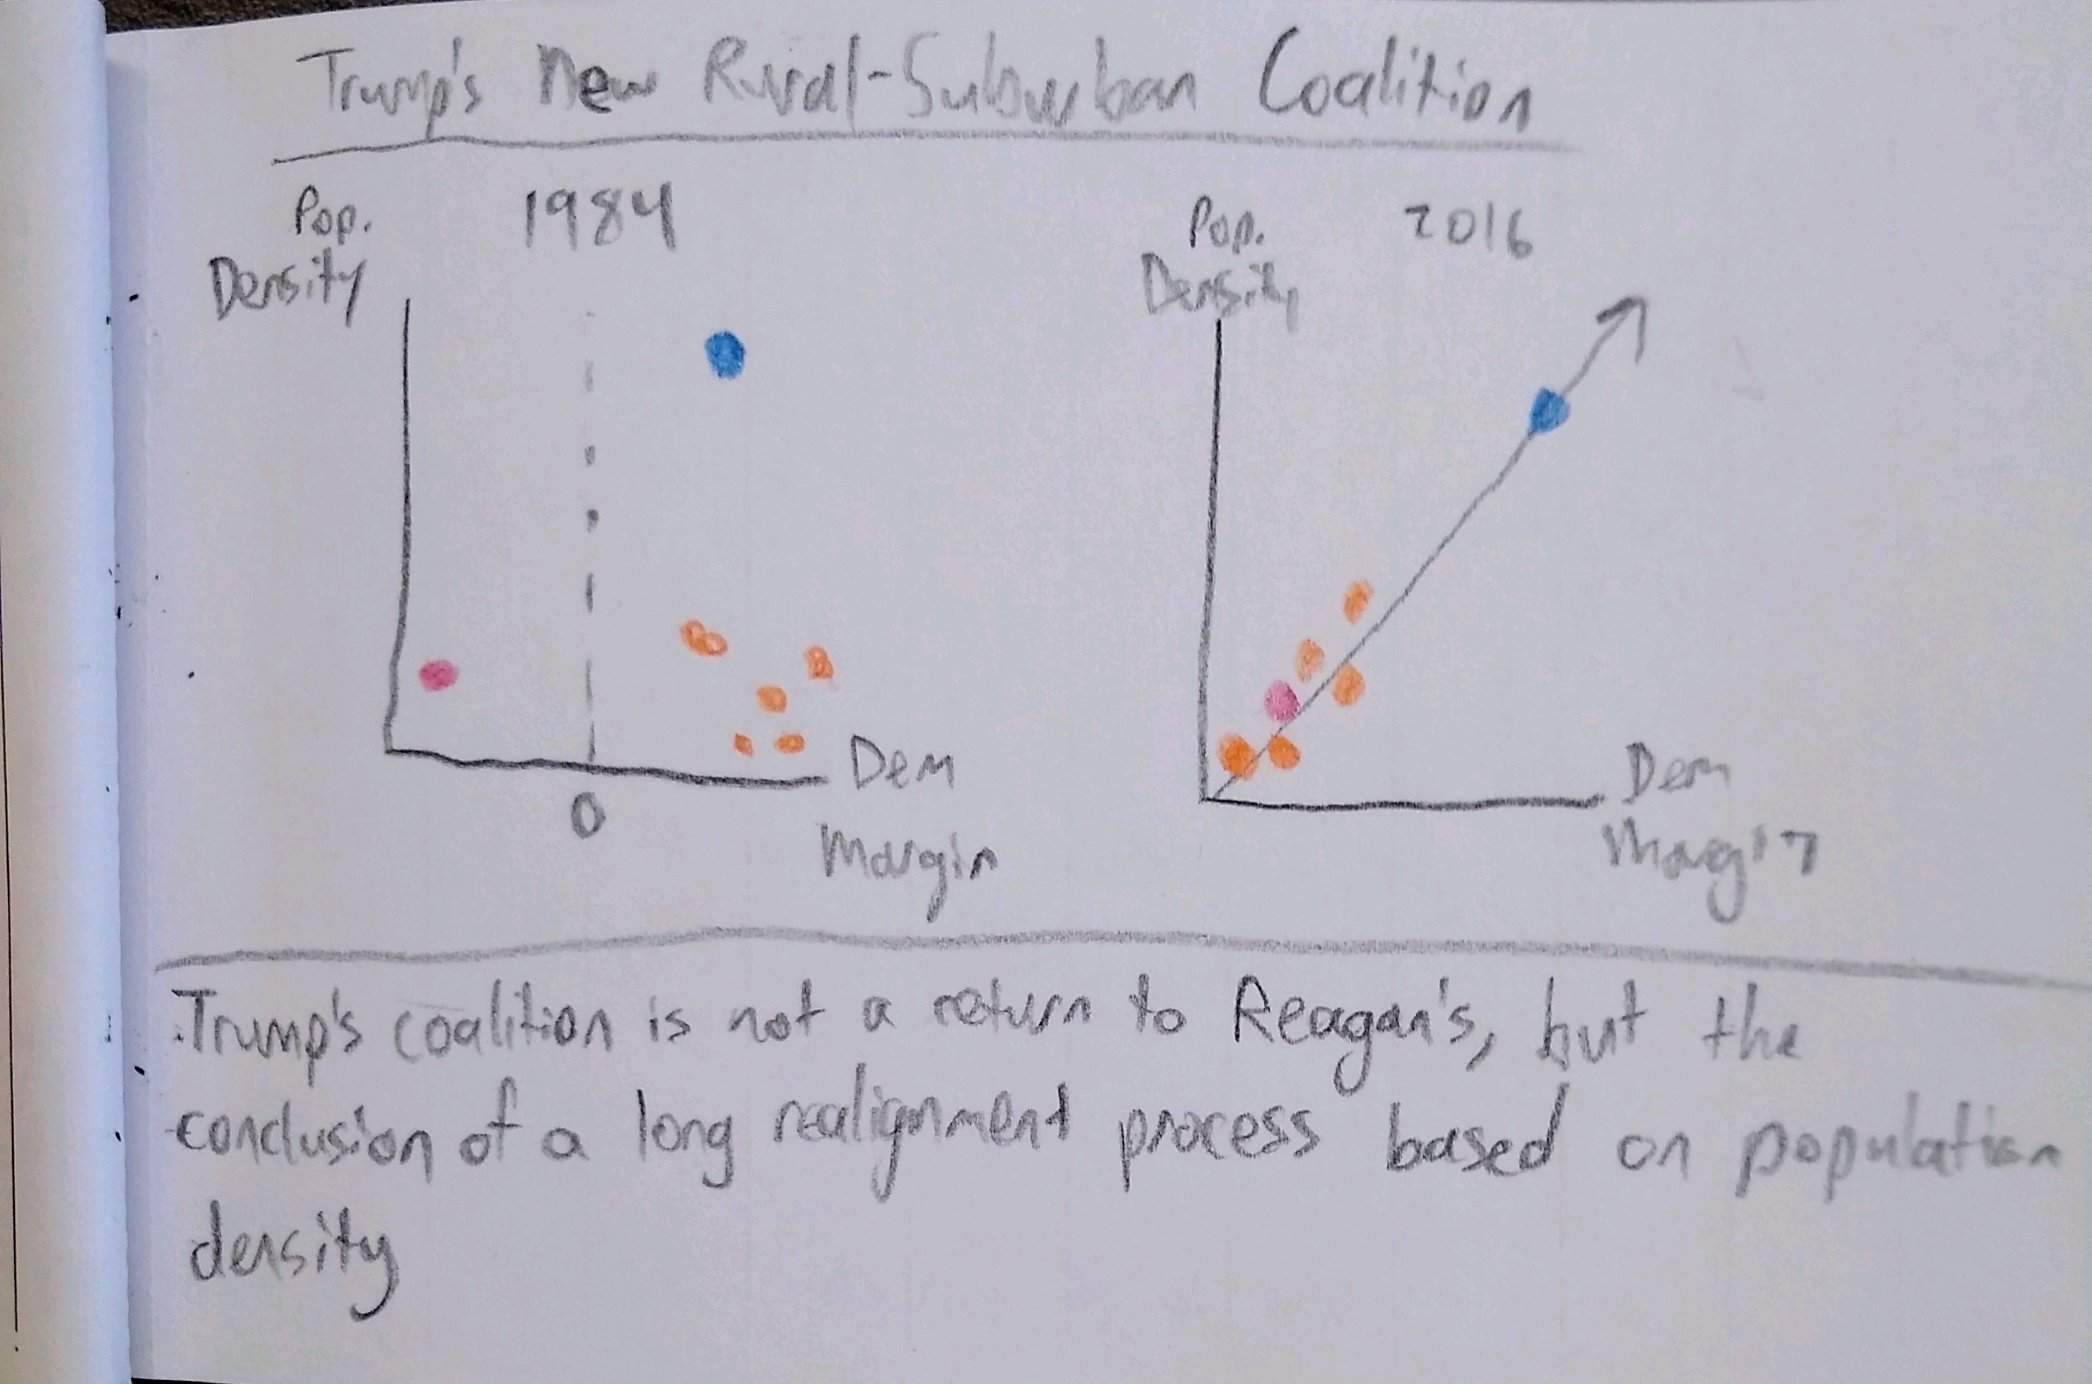 Trump's New Rural-Suburban Coalition
Pop.
Density
1984
0
Dem
Margin
Pop.
Density
2016
Dem
Margin
Trump's coalition is not a return to Reagan's, but the
conclusion of a long realignment process based on population
density